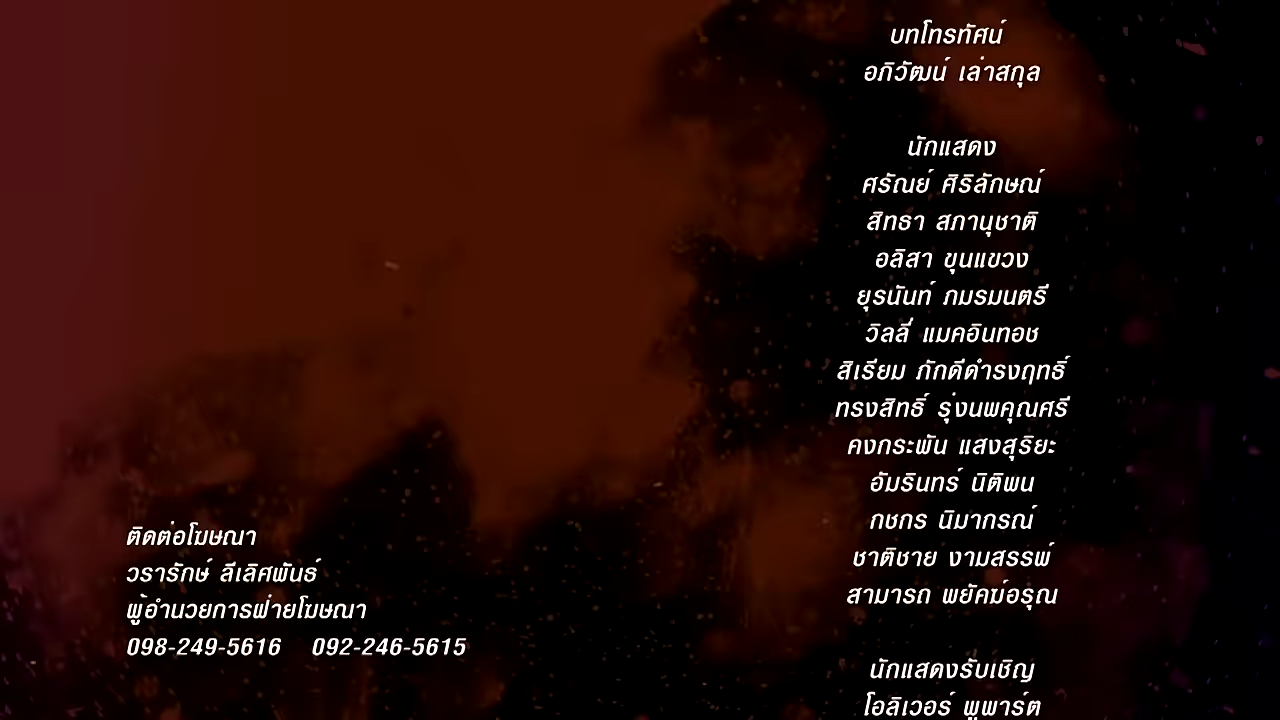 บทโทรทัศน์
อภิวัฒน์ เล่าสกุล
นักแสดง
ศรัณย์ ศิริลักษณ์
สิทธา สภานุชาติ
อลิสา ขุนแขวง
ยุรนันท์ ภมรมนตรี
วิลลี่ แมคอินทอช
สิเรียม ภักดีดำรงฤทธิ์
ทรงสิทธิ์ รุ่งนพคุณศรี
คงกระพัน แสงสุริยะ
อัมรินทร์ นิติพน
กชกร นิมากรณ์
ชาติชาย งามสรรพ์
สามารถ พยัคฆ์อรุณ
นักแสดงรับเชิญ
โอลิเวอร์ พูพาร์ต
ติดต่อโฆษณา
วรารักษ์ ลีเลิศพันธ์
ผู้อำนวยการฝ่ายโฆษณา
098-249-5616 092-246-5615